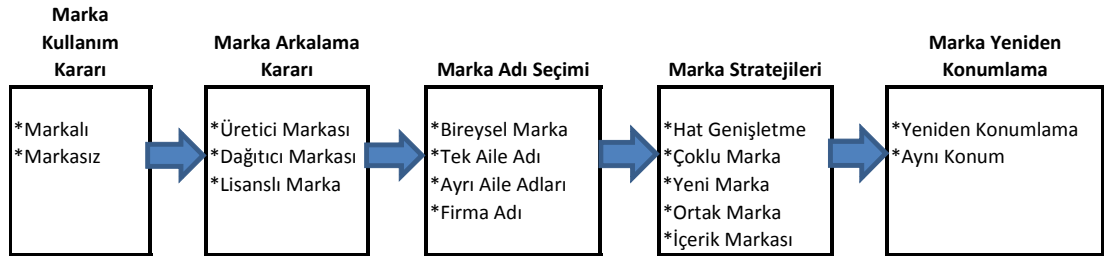 Marka
Kullanım
Kararı
*Markalı
*Markasız
Marka Arkalama
Kararı
*Üretici Markası
*Dağıtıcı Markası
*Lisanslı Marka
Marka Adı Seçimi
*Bireysel Marka
*Tek Aile Adı
*Ayrı Aile Adları
*Firma Adı
Marka Stratejileri
*Hat Genişletme
*Çoklu Marka
*Yeni Marka
*Ortak Marka
*İçerik Markası
Marka Yeniden
Konumlama
*Yeniden Konumlama
*Aynı Konum